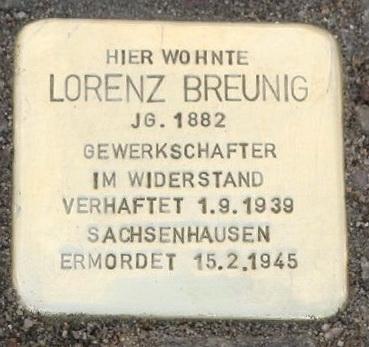 HIER WOHNTE
LORENZ BREUNIG
JG. 1882
GEWERKSCHAFTER
IM WIDERSTAND
VERHAFTET 1.9.1939
SACHSENHAUSEN
ERMORDET 15.2.1945